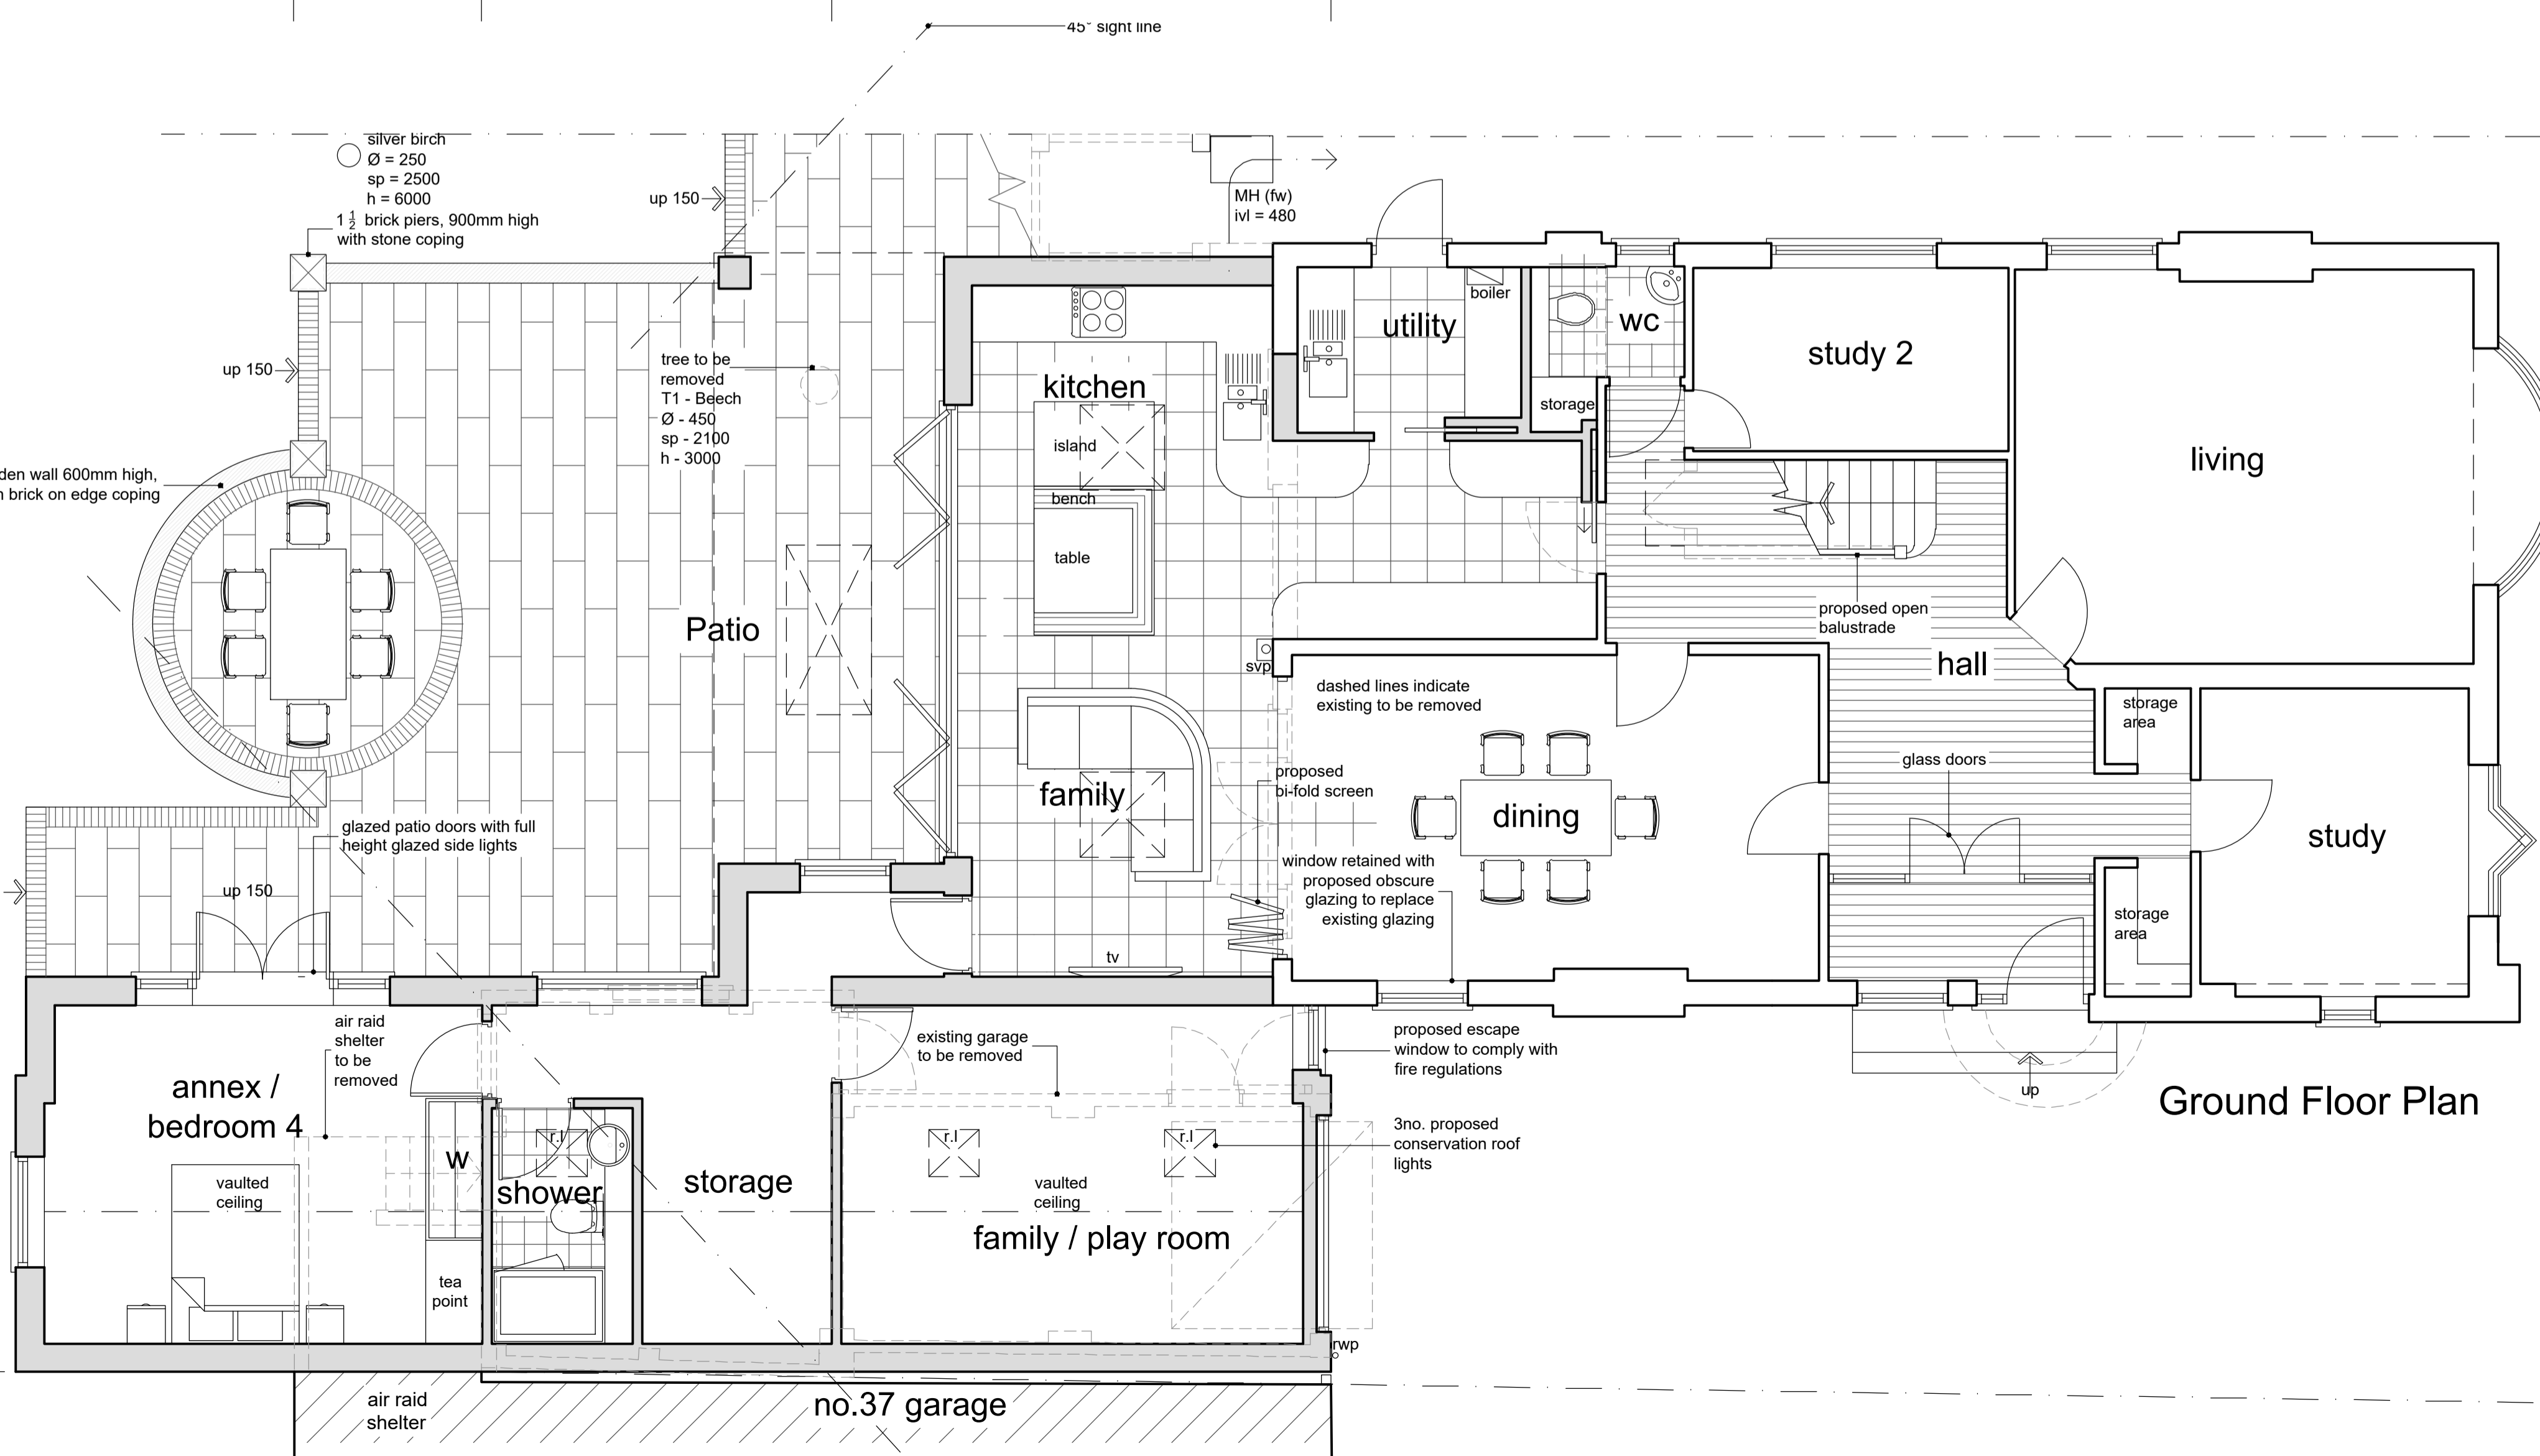 45° sight line
silver birch
Ø = 250
sp = 2500
h = 6000
1 1/2 brick piers, 900mm high
with stone coping
up 150
MH (fw)
ivl = 480
boiler
utility
wc
study 2
living
storage
up 150
tree to be
removed
T1 - Beech
Ø - 450
sp - 2100
h - 3000
kitchen
island
bench
table
den wall 600mm high,
brick on edge coping
Patio
proposed open
balustrade
hall
svp
dashed lines indicate
existing to be removed
storage
area
glass doors
proposed
bi-fold screen
family
dining
study
window retained with
proposed obscure
glazing to replace
existing glazing
glazed patio doors with full
height glazed side lights
up 150
storage
area
tv
air raid
shelter
to be
removed
existing garage
to be removed
proposed escape
window to comply with
fire regulations
up
Ground Floor Plan
annex /
bedroom 4
w
r.l
r.l
r.l
3no. proposed
conservation roof
lights
vaulted
ceiling
shower
storage
vaulted
ceiling
family / play room
tea
point
rwp
air raid
shelter
no.37 garage